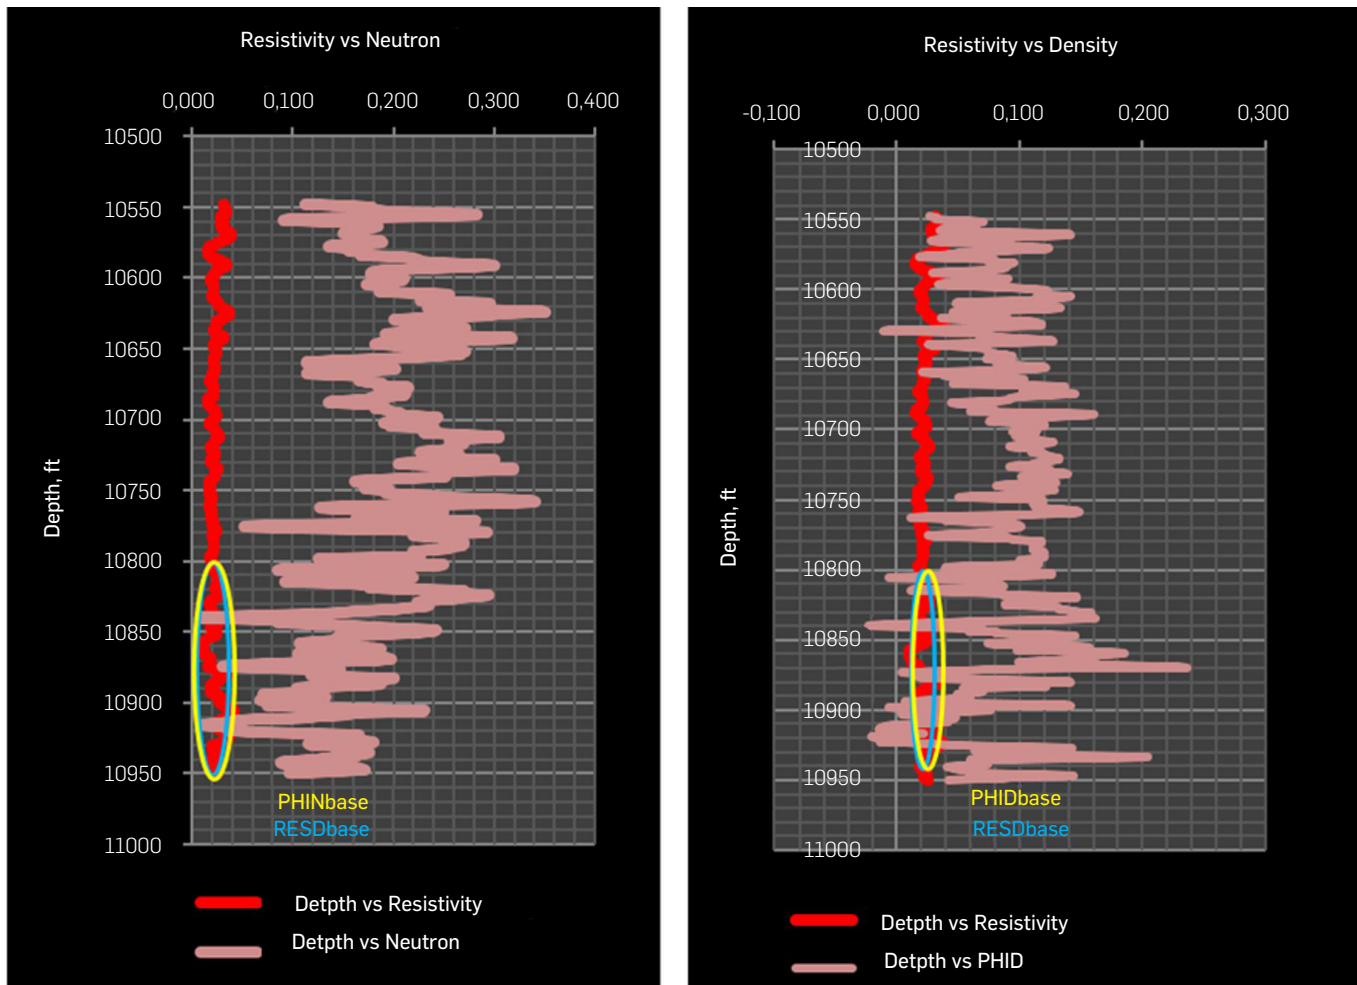 Resistivity vs Neutron
0,000 0,100 0,200 0,300 0,400
10500
10550
10600
10650
10700
10750
10800
10850
10900
10950
11000
Depth, ft
PHINbase
RESDbase
Detpth vs Resistivity
Detpth vs Neutron
Resistivity vs Density
-0,100 0,000 0,100 0,200 0,300
10500
10550
10600
10650
10700
10750
10800
10850
10900
10950
11000
Depth, ft
PHIDbase
RESDbase
Detpth vs Resistivity
Detpth vs PHID